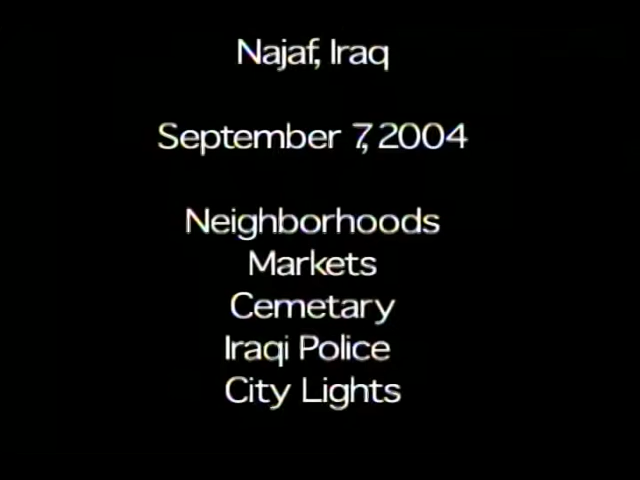 Najaf, Iraq
September 7, 2004
Neighborhoods
Markets
Cemetary
Iraqi Police
City Lights